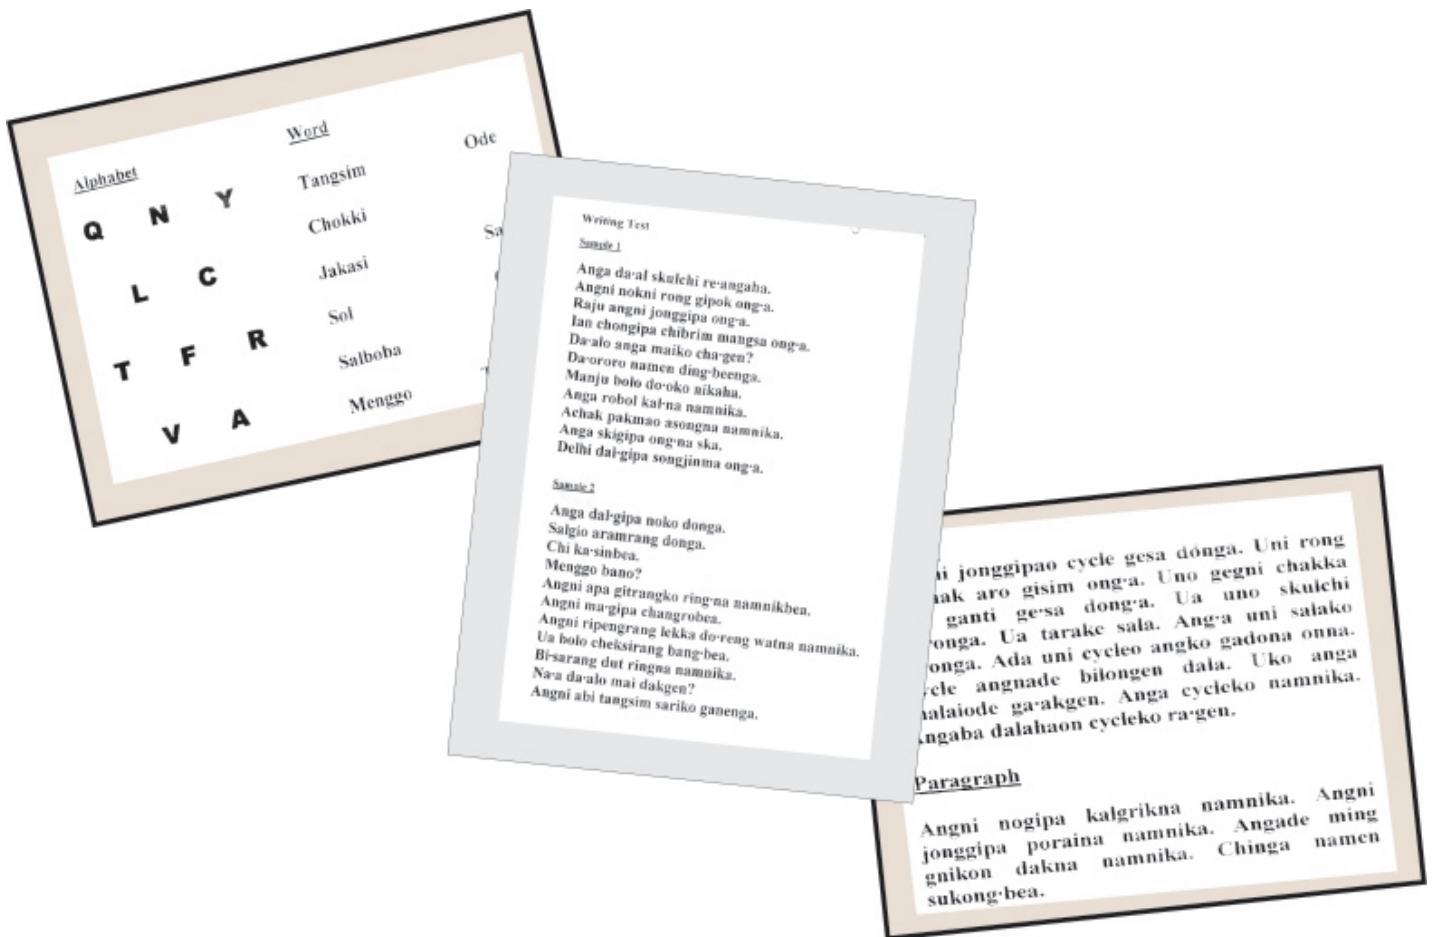 Alphabet
Word
Ode
Q N Y
Tangsim
L C
Chokki
T F R
Jakasi
V A
Sol
Salboba
Menggo
Writing Test
Sample 1
Anga da·al skulchi re·angaha.
Angni nokni rong gipok ong·a.
Raju angni jonggipa ong·a.
Ian chongipa chibrim mangsa ong·a.
Da·alo anga maiko cha·gen?
Da·ororo namen ding·beenga.
Manju bolo do·oko nikaha.
Anga robol kal·na namnika.
Achak pakmao asongna namnika.
Anga skigipa ong·na ska.
Delhi dal·gipa songjinma ong·a.
Sample 2
Anga dal·gipa noko donga.
Salgio aramrang donga.
Chi ka·sinbea.
Menggo bano?
Angni apa gitrangko ring·na namnikbea.
Angni ma·gipa changrobea.
Angni ripengrang lekka do·reng watna namnika.
Ua bolo cheksirang bang·bea.
Bi·sarang dut ringna namnika.
Na·a da·alo mai dakgen?
Angni abi tangsim sariko ganenga.
jonggipao cycle gesa donga. Uni rong
aro gisim ong·a. Uno gegni chakka
ganti ge·sa dong·a. Ua uno skulchi
Ua tarake sala. Ang·a uni salako
Ada uni cycleo angko gadona onna.
angnade bilongen dala. Uko anga
ga·akgen. Anga cycleko namnika.
dalahaon cycleko ra·gen.
Paragraph
Angni nogipa kalgrikna namnika. Angni
jonggipa poraina namnika. Angade ming
gnikon dakna namnika. Chinga namen
sukong·bea.